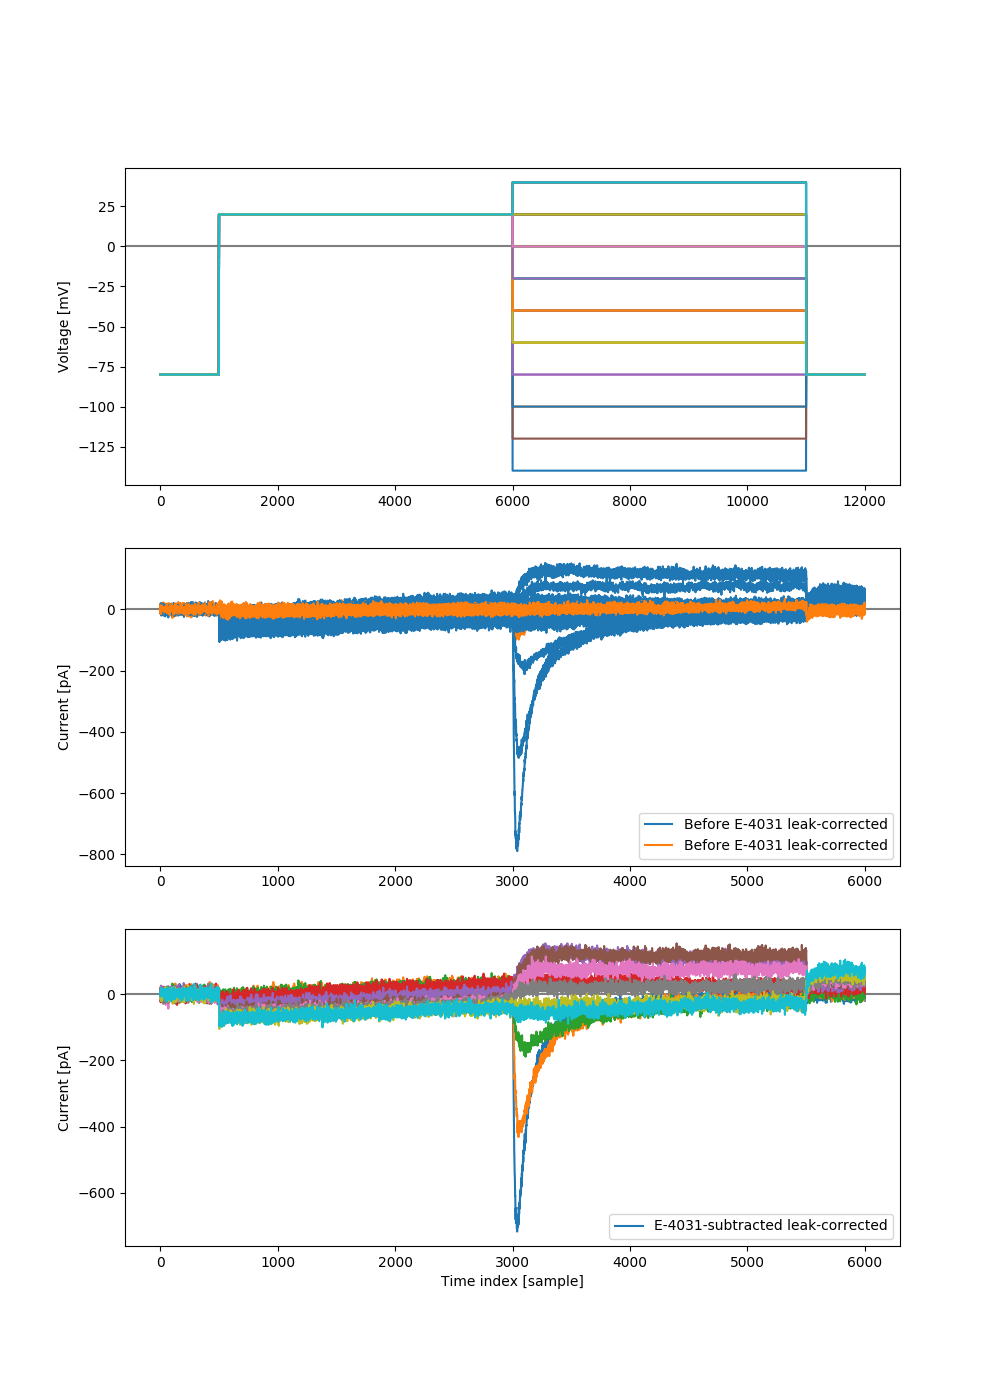 25
0
−25
−50
−75
−100
−125
Voltage [mV]
0 2000 4000 6000 8000 10000 12000
0
−200
−400
−600
−800
Current [pA]
Before E-4031 leak-corrected
Before E-4031 leak-corrected
0 1000 2000 3000 4000 5000 6000
0
−200
−400
−600
Current [pA]
E-4031-subtracted leak-corrected
0 1000 2000 3000 4000 5000 6000
Time index [sample]